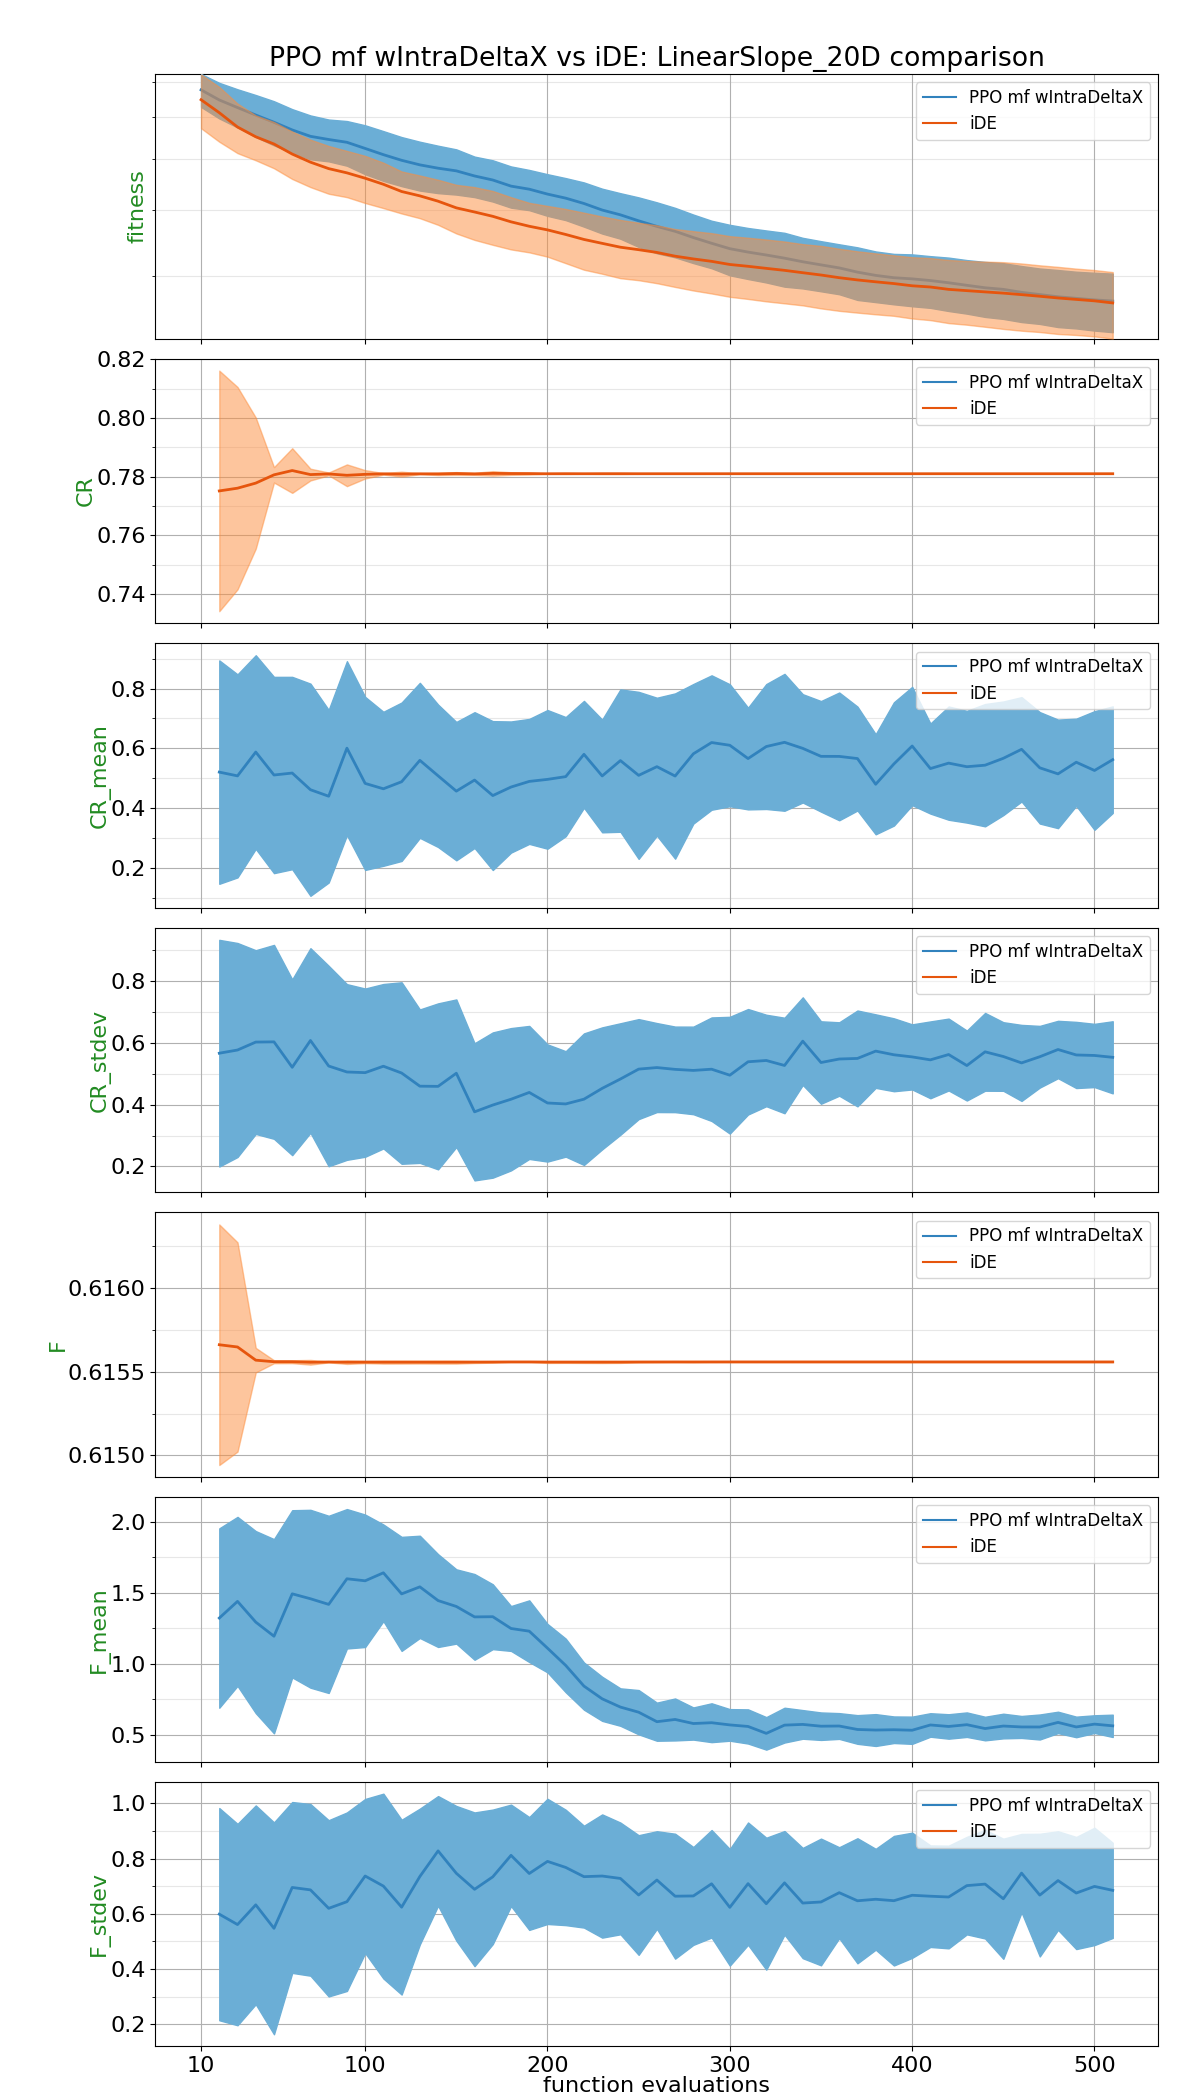 PPO mf wIntraDeltaX vs iDE: LinearSlope_20D comparison
fitness
PPO mf wIntraDeltaX
iDE
CR
0.82
0.80
0.78
0.76
0.74
PPO mf wIntraDeltaX
iDE
CR_mean
0.8
0.6
0.4
0.2
PPO mf wIntraDeltaX
iDE
CR_stdev
0.8
0.6
0.4
0.2
PPO mf wIntraDeltaX
iDE
F
0.6160
0.6155
0.6150
PPO mf wIntraDeltaX
iDE
F_mean
2.0
1.5
1.0
0.5
PPO mf wIntraDeltaX
iDE
F_stdev
1.0
0.8
0.6
0.4
0.2
PPO mf wIntraDeltaX
iDE
10 100 200 300 400 500
function evaluations